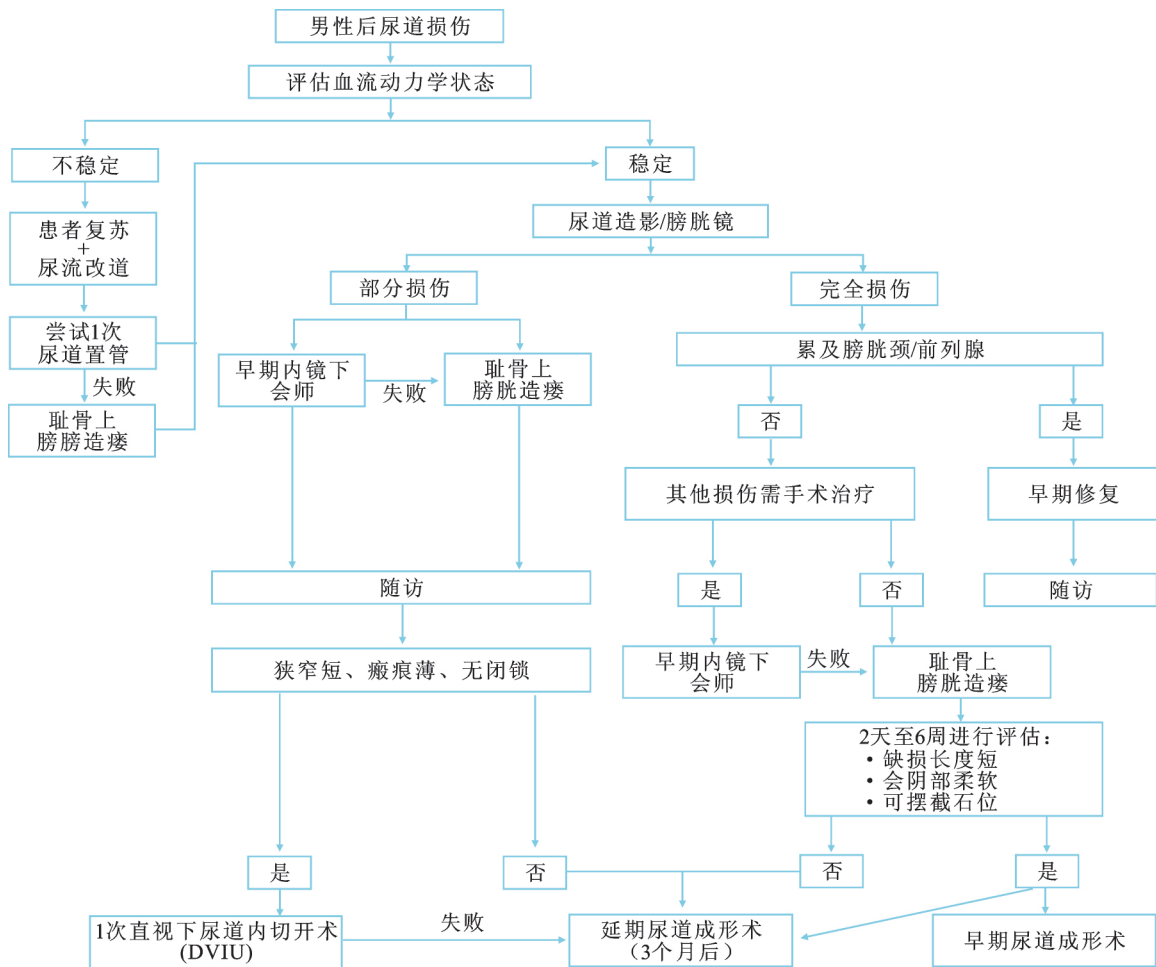 男性后尿道损伤
评估血流动力学状态
不稳定
稳定
患者复苏
+
尿流改道
尿道造影/膀胱镜
部分损伤
完全损伤
尝试1次
尿道置管
累及膀胱颈/前列腺
早期内镜下
会师
失败
耻骨上
膀胱造瘘
失败
耻骨上
膀膀造瘘
否
是
其他损伤需手术治疗
早期修复
随访
是
否
随访
狭窄短、瘢痕薄、无闭锁
早期内镜下
会师
失败
耻骨上
膀胱造瘘
2天至6周进行评估：
• 缺损长度短
• 会阴部柔软
• 可摆截石位
是
否
否
是
1次直视下尿道内切开术
(DVIU)
失败
延期尿道成形术
（3个月后）
早期尿道成形术